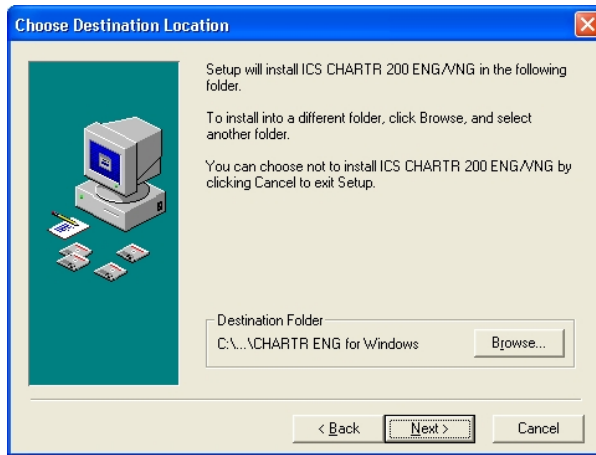 Choose Destination Location
Setup will install ICS CHARTR 200 ENG/VNG in the following
folder.
To install into a different folder, click Browse, and select
another folder.
You can choose not to install ICS CHARTR 200 ENG/VNG by
clicking Cancel to exit Setup.
Destination Folder
C:\...\CHARTR ENG for Windows
Browse...
< Back
Next >
Cancel